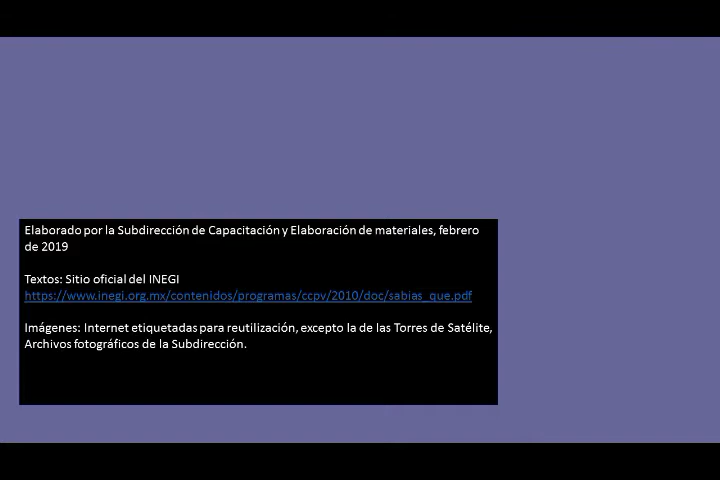 Elaborado por la Subdirección de Capacitación y Elaboración de materiales, febrero
de 2019
Textos: Sitio oficial del INEGI
https://www.inegi.org.mx/contenidos/programas/ccpv/2010/doc/sabias_que.pdf
Imágenes: Internet etiquetadas para reutilización, excepto la de las Torres de Satélite,
Archivos fotográficos de la Subdirección.